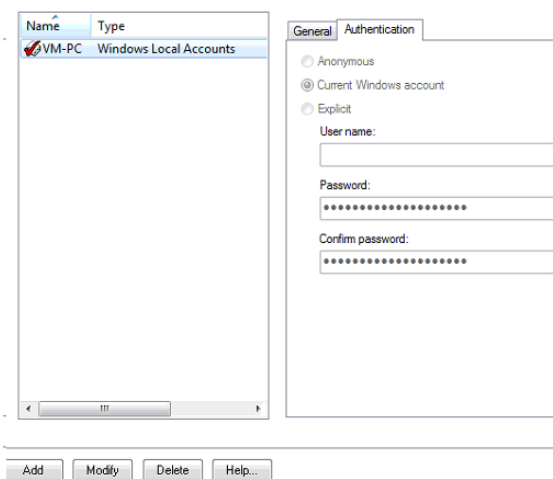 Name Type
VM-PC Windows Local Accounts
General Authentication
Anonymous
Current Windows account
Explicit
User name:
Password:
••••••••••••••••••••
Confirm password:
••••••••••••••••••••
Add Modify Delete Help...